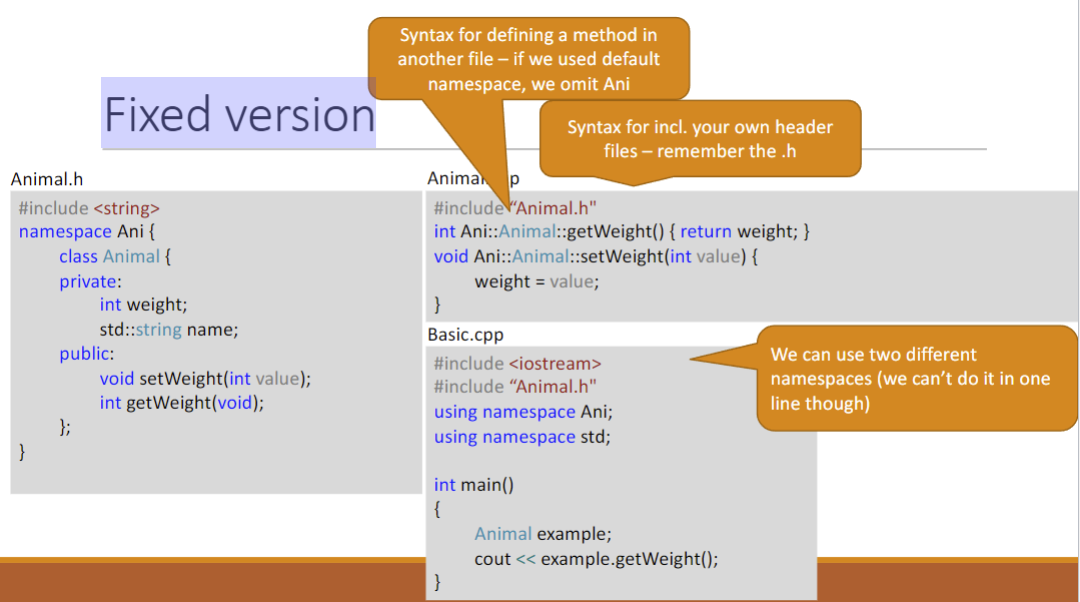 Syntax for defining a method in
another file – if we used default
namespace, we omit Ani
Fixed version
Syntax for incl. your own header
files – remember the .h
Animal.h
#include <string>
namespace Ani {
class Animal {
private:
int weight;
std::string name;
public:
void setWeight(int value);
int getWeight(void);
};
}
#include “Animal.h"
int Ani::Animal::getWeight() { return weight; }
void Ani::Animal::setWeight(int value) {
weight = value;
}
Basic.cpp
#include <iostream>
#include “Animal.h"
using namespace Ani;
using namespace std;
int main()
{
Animal example;
cout << example.getWeight();
}
We can use two different
namespaces (we can’t do it in one
line though)